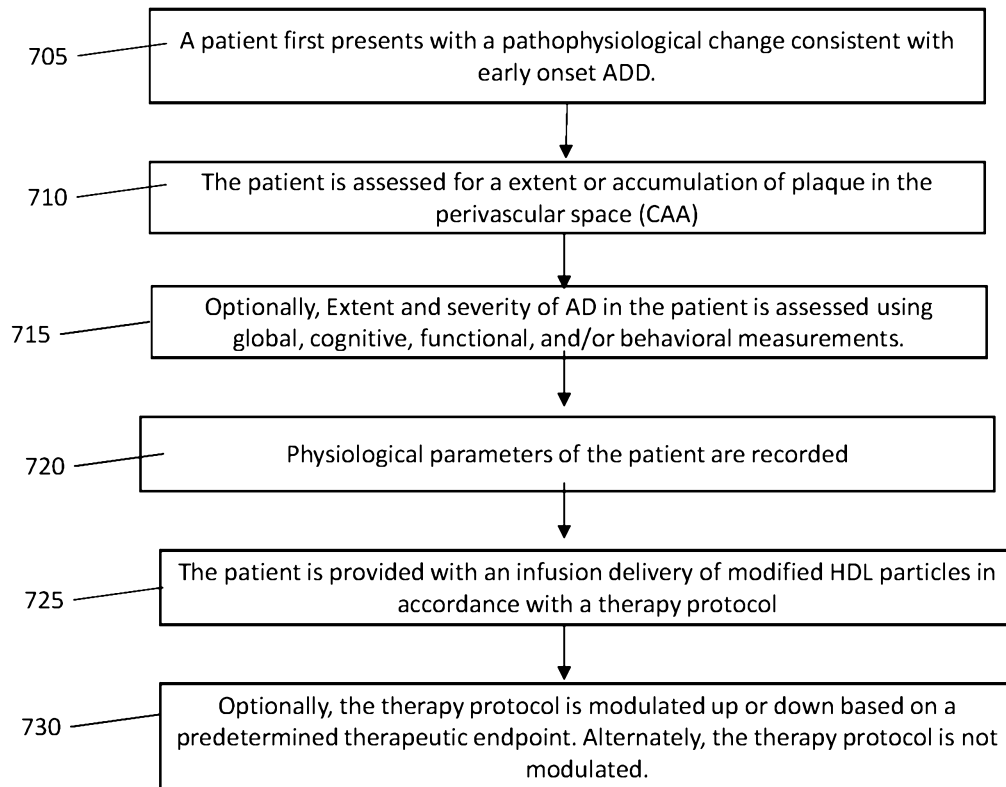 705
A patient first presents with a pathophysiological change consistent with
early onset ADD.
710
The patient is assessed for a extent or accumulation of plaque in the
perivascular space (CAA)
715
Optionally, Extent and severity of AD in the patient is assessed using
global, cognitive, functional, and/or behavioral measurements.
720
Physiological parameters of the patient are recorded
725
The patient is provided with an infusion delivery of modified HDL particles in
accordance with a therapy protocol
730
Optionally, the therapy protocol is modulated up or down based on a
predetermined therapeutic endpoint. Alternately, the therapy protocol is not
modulated.